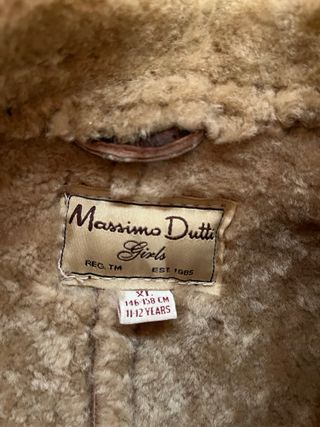 Massimo Dutti
Girls
REG. TM EST 1985
XL
146-158 CM
11-12 YEARS